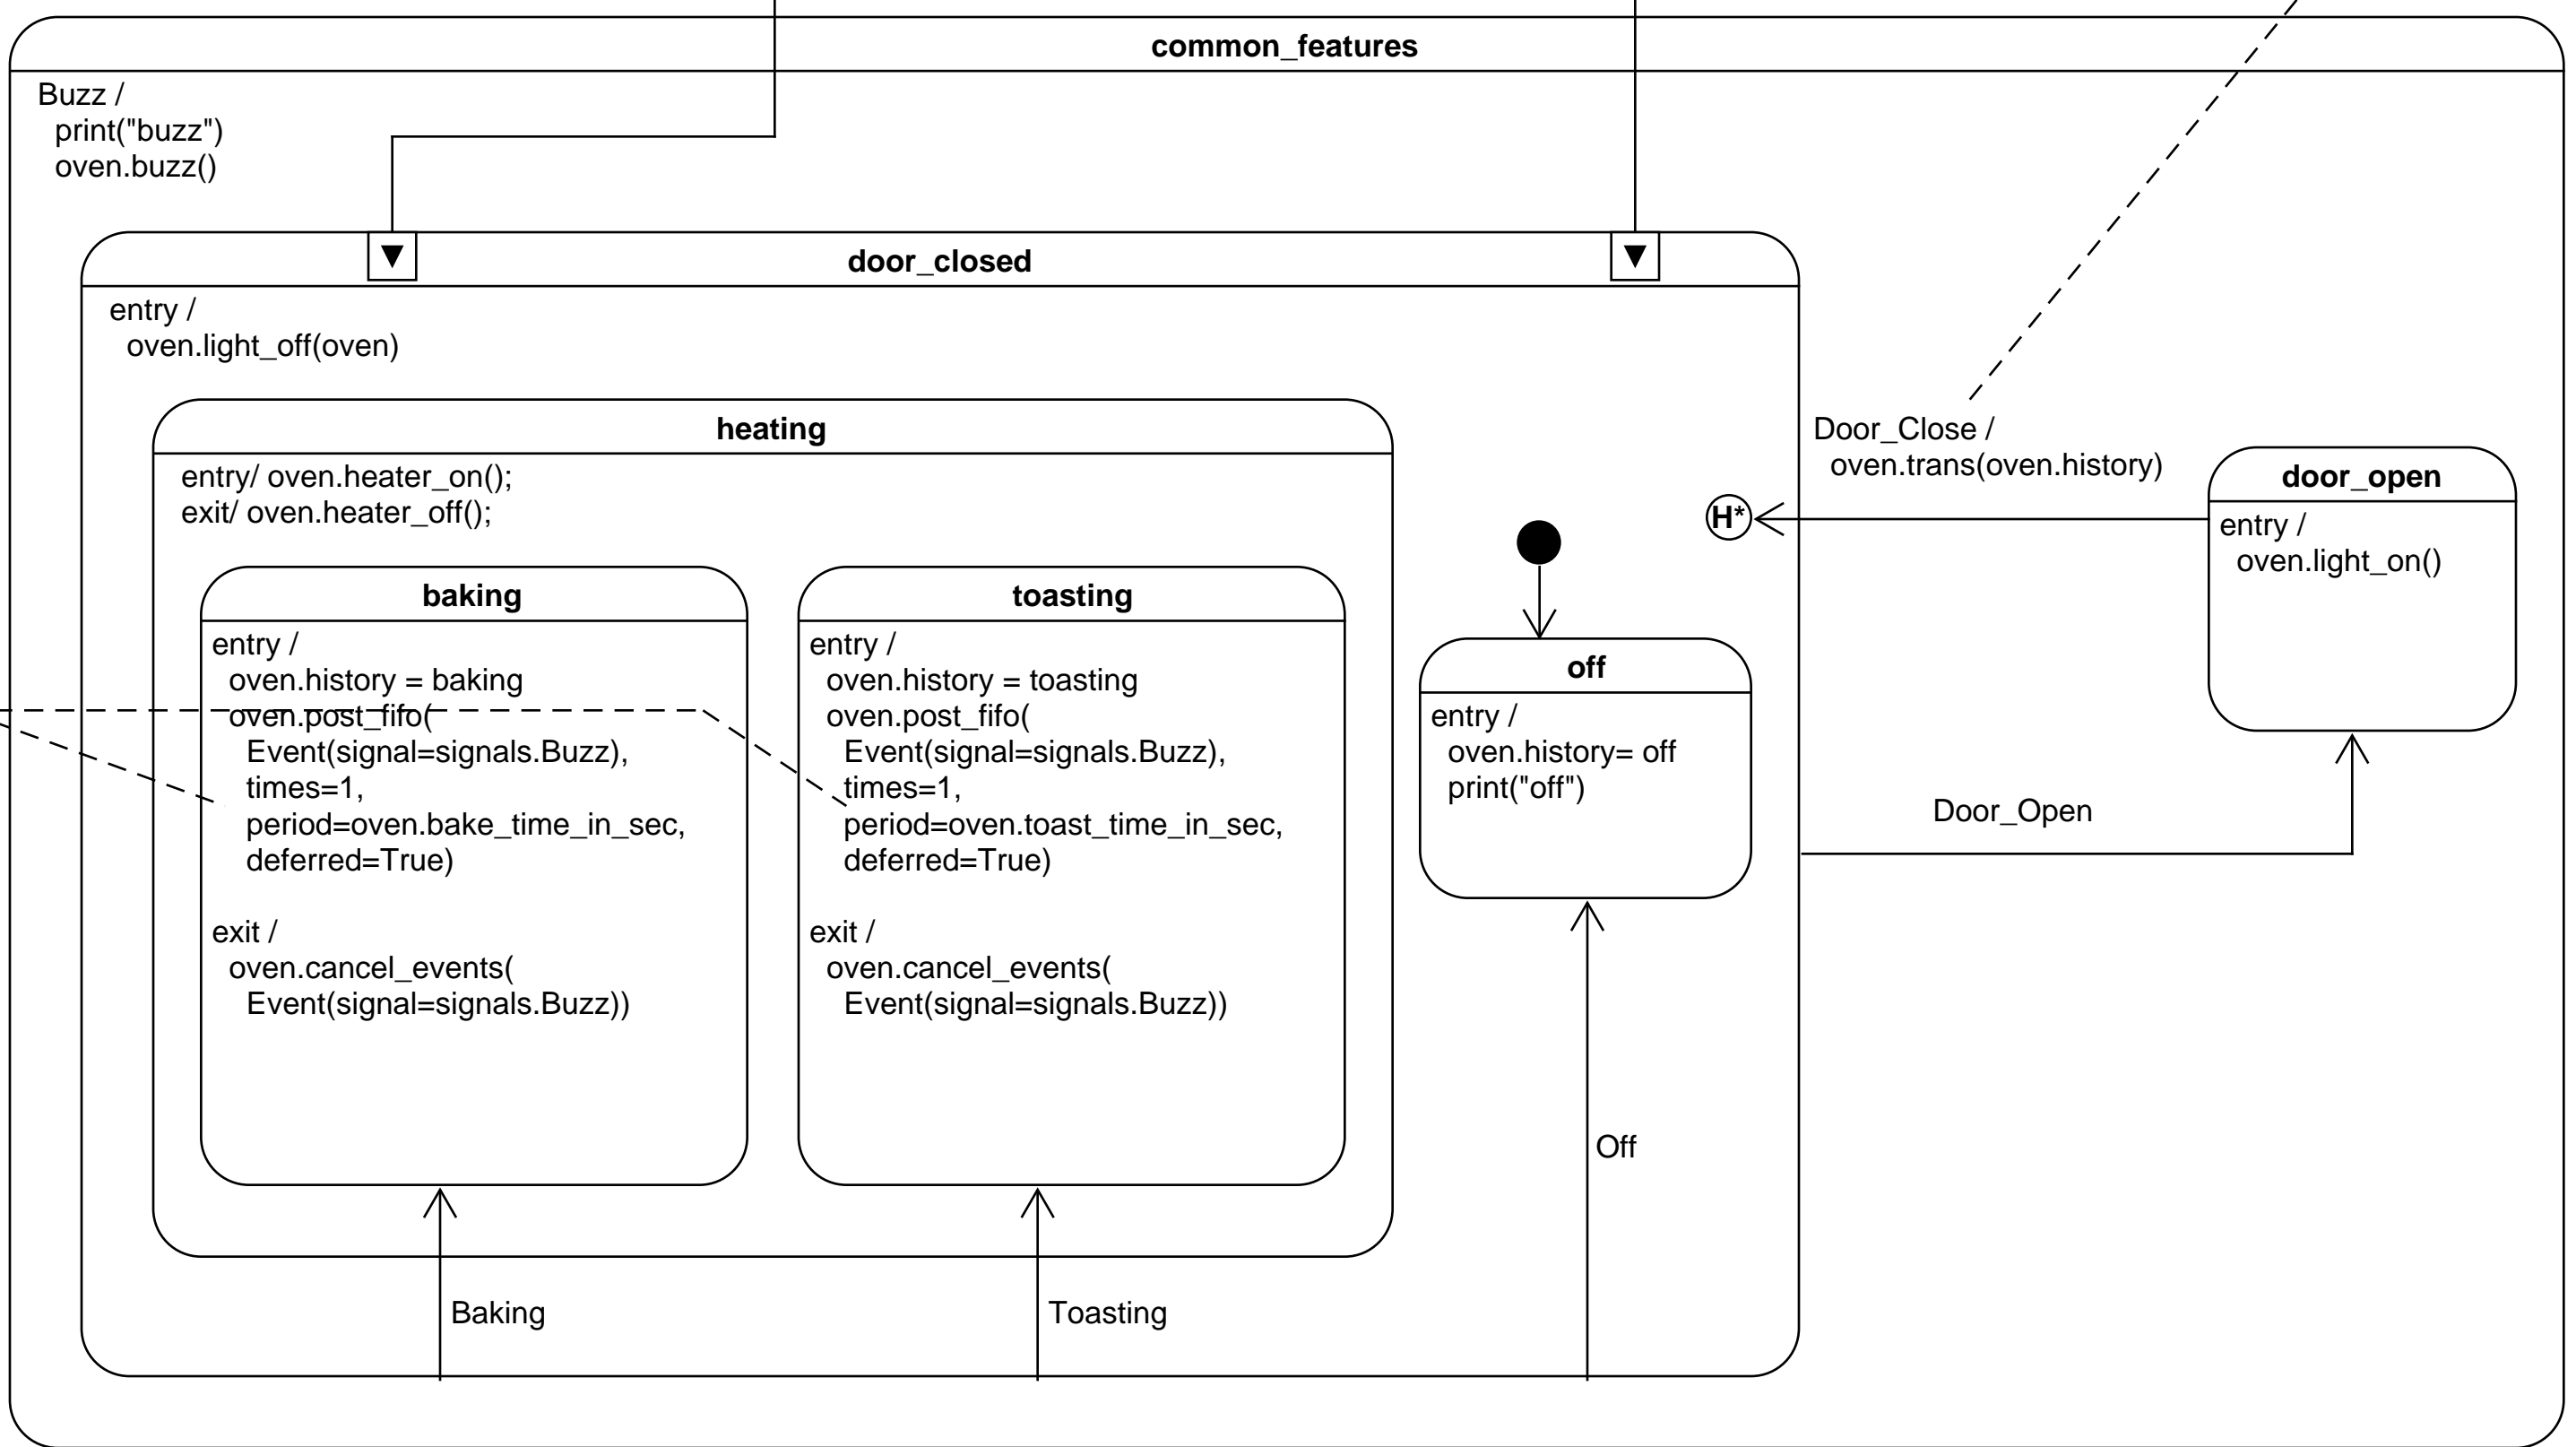 common_features
Buzz /
print("buzz")
oven.buzz()
door_closed
entry /
oven.light_off(oven)
heating
entry/ oven.heater_on();
exit/ oven.heater_off();
baking
entry /
oven.history = baking
oven.post_fifo(
Event(signal=signals.Buzz),
times=1,
period=oven.bake_time_in_sec,
deferred=True)
exit /
oven.cancel_events(
Event(signal=signals.Buzz))
toasting
entry /
oven.history = toasting
oven.post_fifo(
Event(signal=signals.Buzz),
times=1,
period=oven.toast_time_in_sec,
deferred=True)
exit /
oven.cancel_events(
Event(signal=signals.Buzz))
off
entry /
oven.history= off
print("off")
H*
Door_Close /
oven.trans(oven.history)
door_open
entry /
oven.light_on()
Door_Open
Off
Baking
Toasting